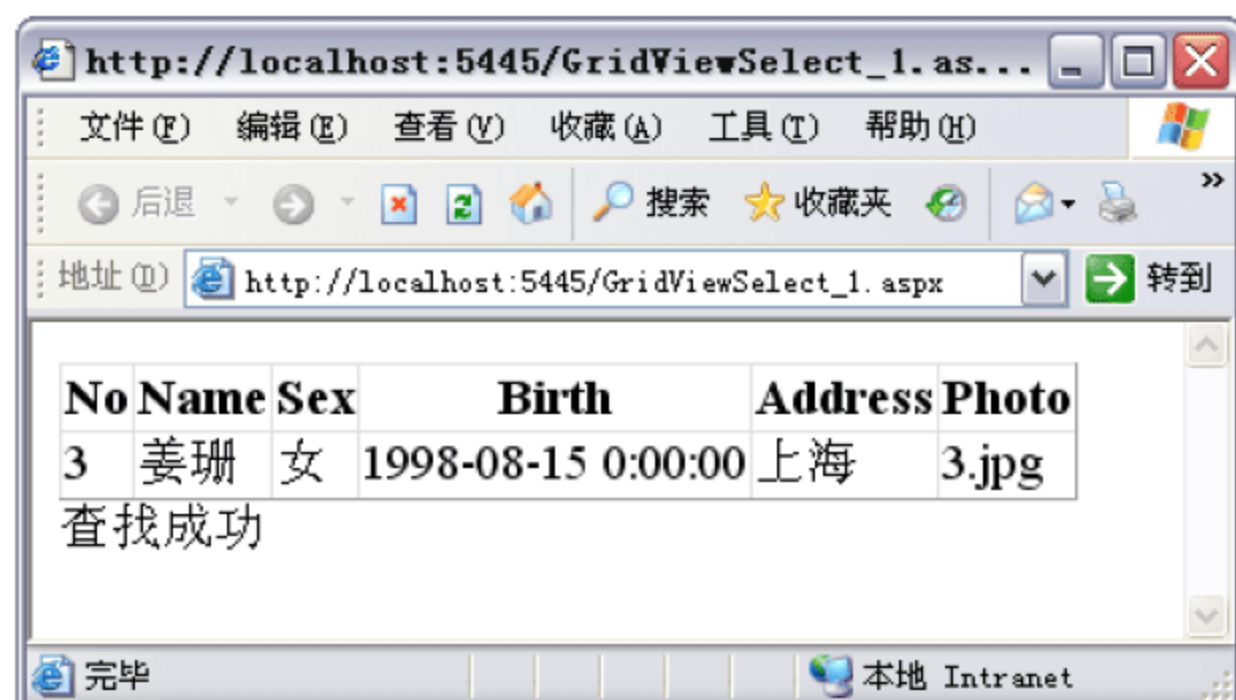 http://localhost:5445/GridViewSelect_1.as...
文件(F) 编辑(E) 查看(V) 收藏(A) 工具(T) 帮助(H)
后退 搜索 收藏夹 »
地址(D) http://localhost:5445/GridViewSelect_1.aspx 转到
No Name Sex Birth Address Photo
3 姜珊 女 1998-08-15 0:00:00 上海 3.jpg
查找成功
完毕 本地 Intranet